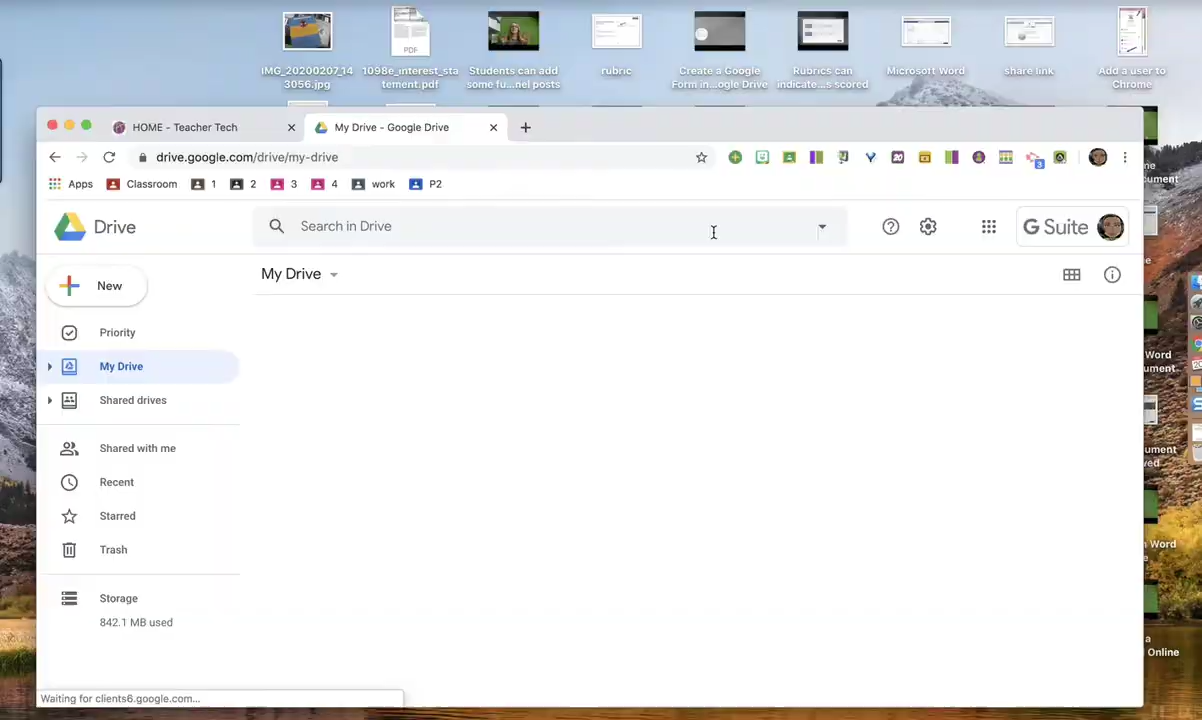 IMG_20200207_14
3056.jpg
PDF
1098e_interest_sta
tement.pdf
Students can add
some fu...nel posts
rubric
Create a Google
Form in...ogle Drive
Rubrics can
indicate...s scored
Microsoft Word
share link
Add a user to
Chrome
HOME - Teacher Tech
My Drive - Google Drive
drive.google.com/drive/my-drive
20
3
Apps
Classroom
1
2
3
4
work
P2
Drive
Search in Drive
G Suite
New
My Drive
Priority
My Drive
Shared drives
Shared with me
Recent
Starred
Trash
Storage
842.1 MB used
Waiting for clients6.google.com...
Word
Word
Online